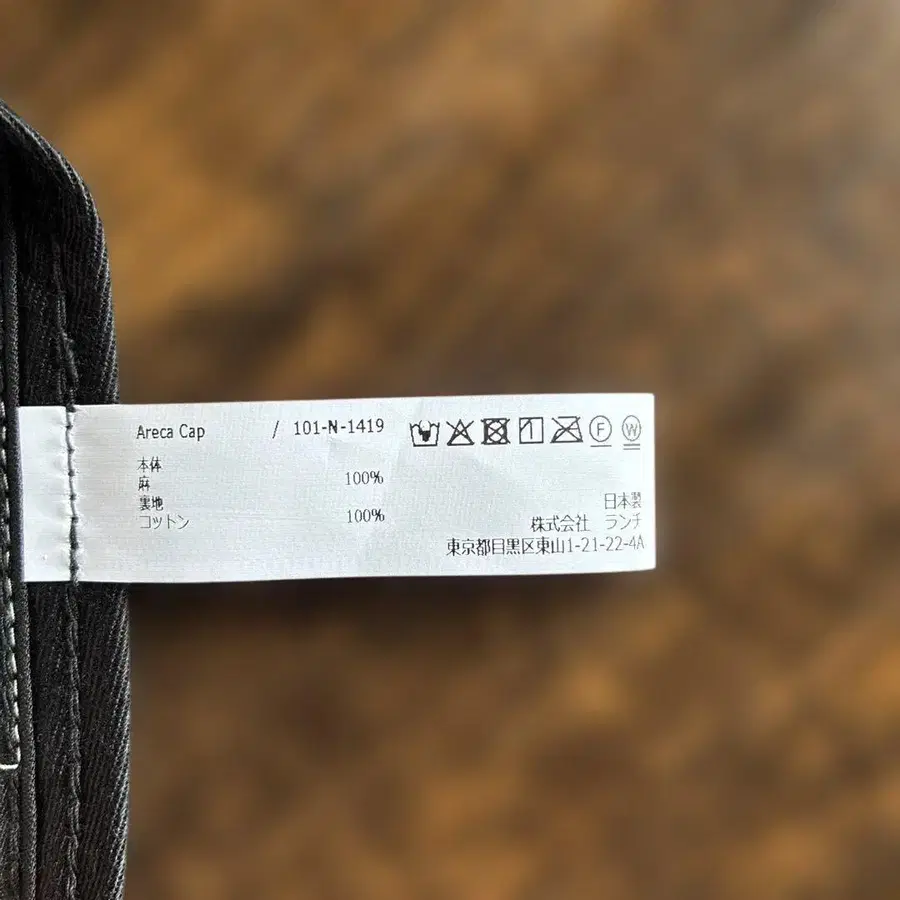 Areca Cap / 101-N-1419
本体
麻 100%
裏地
コットン 100%
F W
日本製
株式会社 ランチ
東京都目黒区東山1-21-22-4A